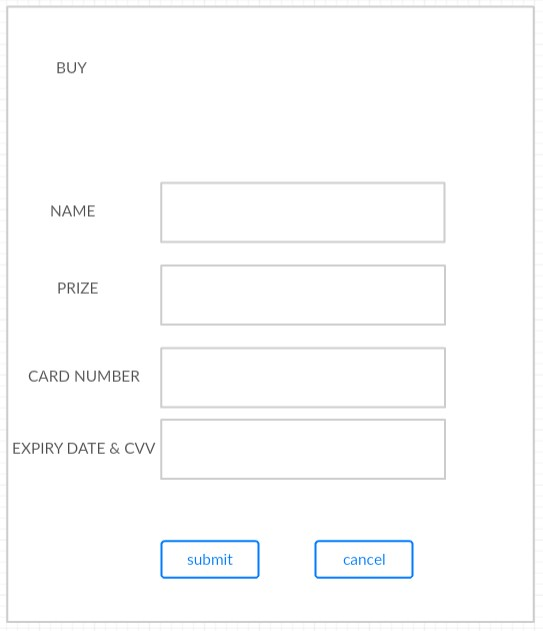 BUY
NAME
PRIZE
CARD NUMBER
EXPIRY DATE & CVV
submit cancel